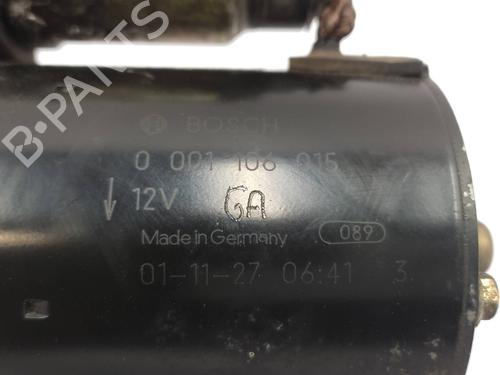 B-PARTS
BOSCH
0 001 106 015
12V GA
Made in Germany 089
01-11-27 06:41 3